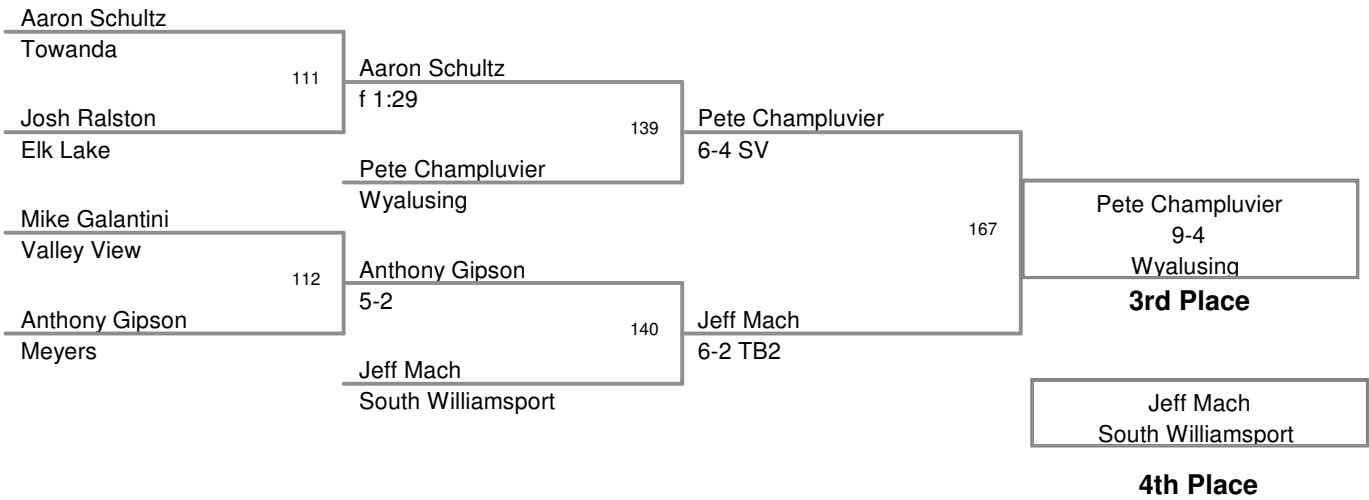 Aaron Schultz
Towanda
111
Aaron Schultz
f 1:29
Josh Ralston
Elk Lake
139
Pete Champluvier
6-4 SV
Pete Champluvier
Wyalusing
Mike Galantini
Valley View
112
Anthony Gipson
5-2
Anthony Gipson
Meyers
140
Jeff Mach
6-2 TB2
Jeff Mach
South Williamsport
167
Pete Champluvier
9-4
Wyalusing
3rd Place
Jeff Mach
South Williamsport
4th Place